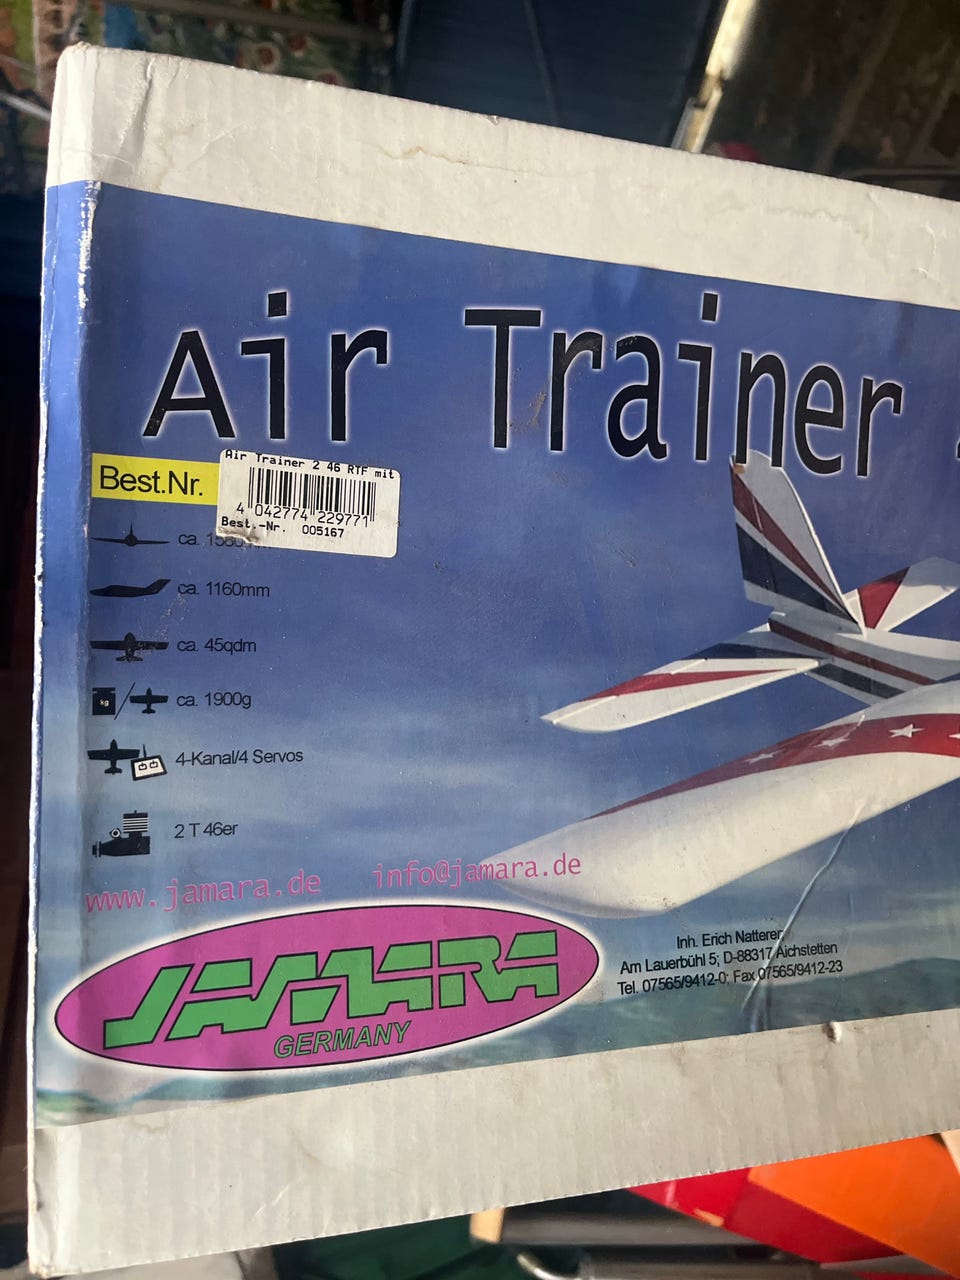 Air Trainer
Best.Nr.
Air Trainer 2 46 RTF mit
4 042774 229771
Best.-Nr. 005167
ca.
ca. 1160mm
ca. 45qdm
kg
ca. 1900g
4-Kanal/4 Servos
2 T 46er
www.jamara.de info@jamara.de
JAMARA
GERMANY
Inh. Erich Natterer
Am Lauerbühl 5; D-88317 Aichstetten
Tel. 07565/9412-0; Fax 07565/9412-23